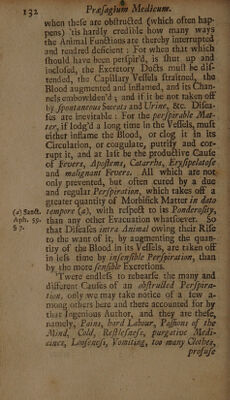 132 Præsagium Medicum.
when these are obstructed (which often hap-
pens) 'tis hardly credible how many ways
the Animal Functions are thereby interrupted
and rendred deficient : For when that which
should have been perspir'd, is shut up and
inclosed, the Excretory Ducts must be dis-
tended, the Capillary Vessels straitned, the
Blood augmented and inflamed, and its Chan-
nels embowelden'd ; and if it be not taken off
by spontaneous Sweats and Urine, &c. Disea-
ses are inevitable : For the perspirable Mat-
ter, if lodg'd a long time in the Vessels, must
either inflame the Blood, or clog it in its
Circulation, or coagulate, putrify and cor-
rupt it, and at last be the productive Cause
of Fevers, Apostems, Catarrhs, Erysipelatose
and malignant Fevers. All which are not
only prevented, but often cured by a due
and regular Perspiration, which takes off a
greater quantity of Morbifick Matter in dato
(a) Sanct. tempore (a), with respect to its Ponderosity,
Aph. 59. than any other Evacuation whatsoever. So
§ 7. that Diseases intra Animal owing their Rise
to the want of it, by augmenting the quan-
tity of the Blood in its Vessels, are taken off
in less time by insensible Perspiration, than
by the more sensible Excretions.
'Twere endless to rehearse the many and
different Causes of an obstructed Perspira-
tion, only we may take notice of a few a-
mong others here and there accounted for by
that Ingenious Author, and they are these,
namely, Pains, hard Labour, Passions of the
Mind, Cold, Restlesness, purgative Medi-
cines, Looseness, Vomiting, too many Clothes,
profuse